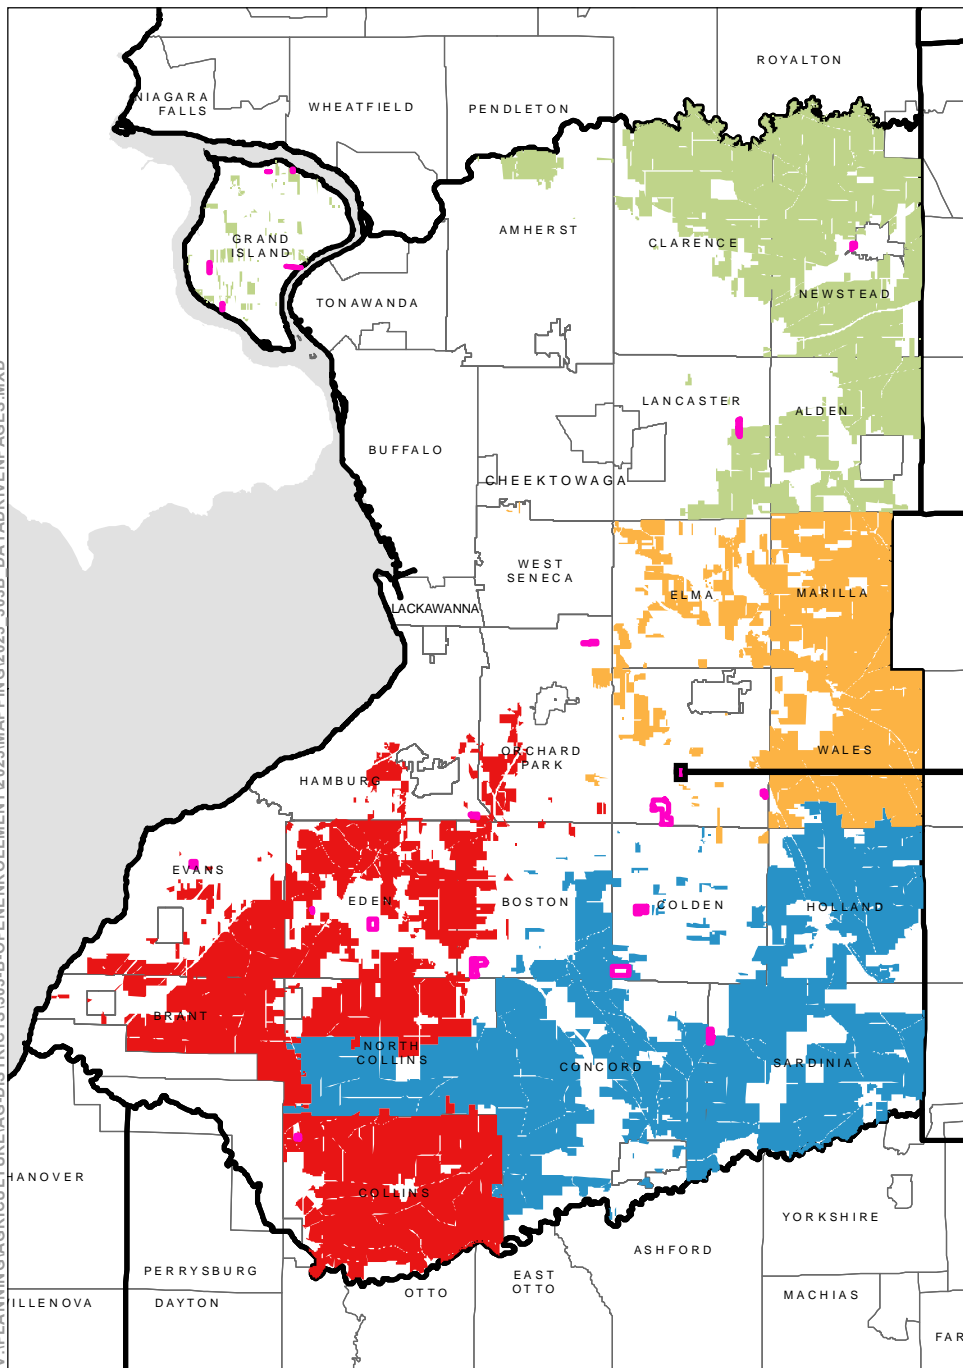 ROYALTON
NIAGARA
FALLS
WHEATFIELD
PENDLETON
GRAND
ISLAND
AMHERST
CLARENCE
NEWSTEAD
TONAWANDA
LANCASTER
ALDEN
BUFFALO
CHEEKTOWAGA
WEST
SENECA
ELMA
MARILLA
LACKAWANNA
ORCHARD
PARK
WALES
HAMBURG
EVANS
EDEN
BOSTON
COLDEN
HOLLAND
BRANT
NORTH
COLLINS
CONCORD
SARDINIA
HANOVER
COLLINS
YORKSHIRE
ASHFORD
PERRYSBURG
EAST
OTTO
OTTO
MACHIAS
ILLENOVA
DAYTON
FAR